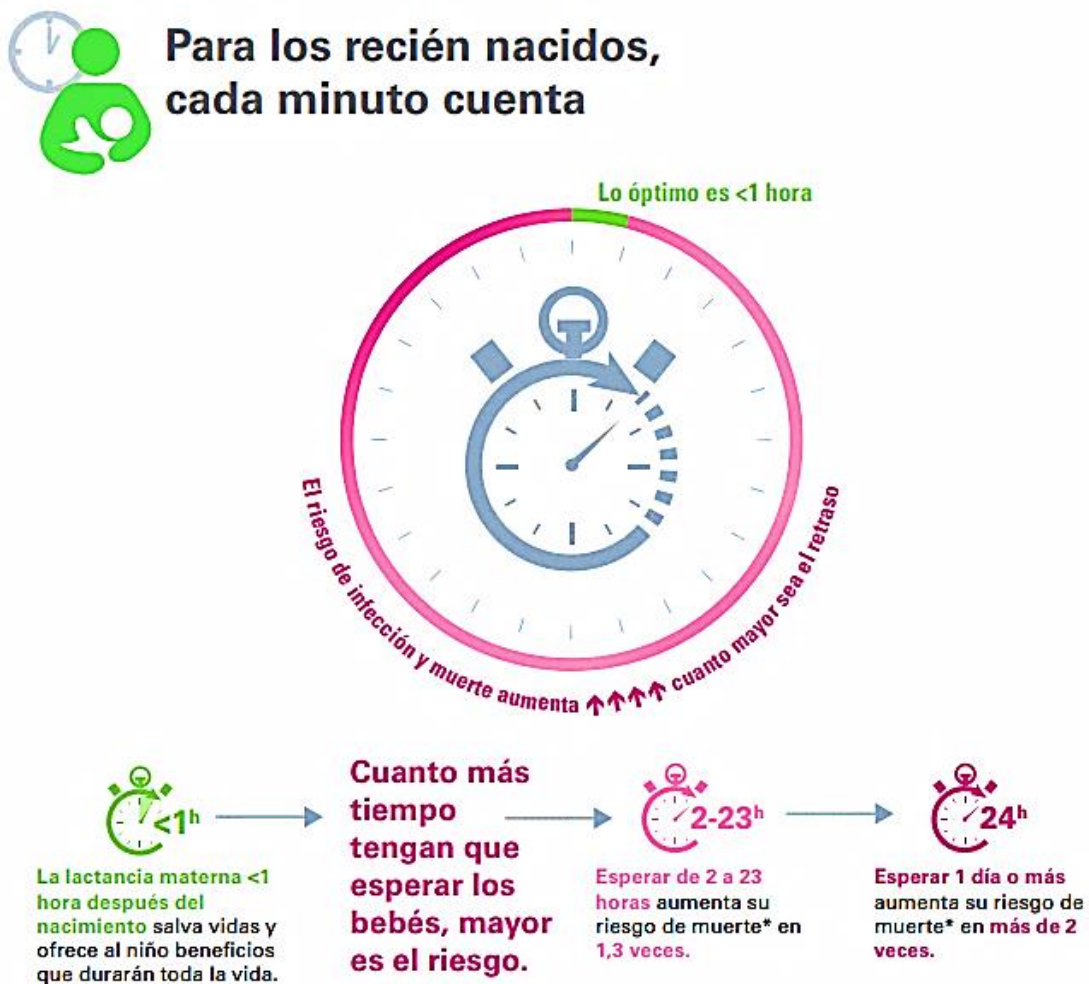 Para los recién nacidos,
cada minuto cuenta
Lo óptimo es <1 hora
El riesgo de infección y muerte aumenta ↑↑↑↑ cuanto mayor sea el retraso
<1h
La lactancia materna <1
hora después del
nacimiento salva vidas y
ofrece al niño beneficios
que durarán toda la vida.
Cuanto más
tiempo
tengan que
esperar los
bebés, mayor
es el riesgo.
2-23h
Esperar de 2 a 23
horas aumenta su
riesgo de muerte* en
1,3 veces.
24h
Esperar 1 día o más
aumenta su riesgo de
muerte* en más de 2
veces.